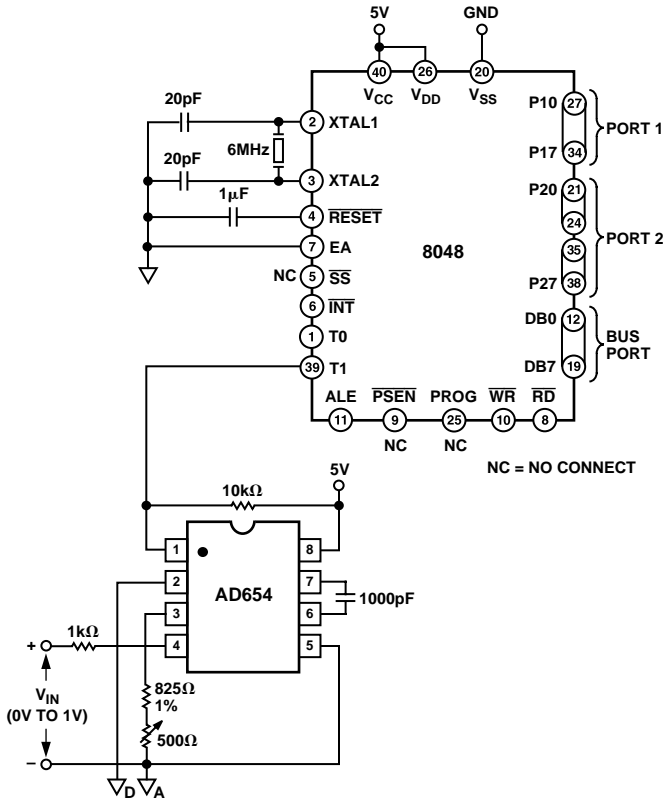 5V
GND
40
26
20
V_CC
V_DD
V_SS
20pF
2
XTAL1
6MHz
20pF
3
XTAL2
1µF
4
RESET
7
EA
NC
5
SS
6
INT
1
T0
39
T1
8048
P10
27
PORT 1
P17
34
P20
21
24
PORT 2
35
P27
38
DB0
12
BUS
PORT
DB7
19
ALE
PSEN
PROG
WR
RD
11
9
25
10
8
NC
NC
NC = NO CONNECT
5V
10kΩ
1
8
2
AD654
7
1000pF
3
6
4
5
1kΩ
+
V_IN
(0V TO 1V)
–
825Ω
1%
500Ω
D
A